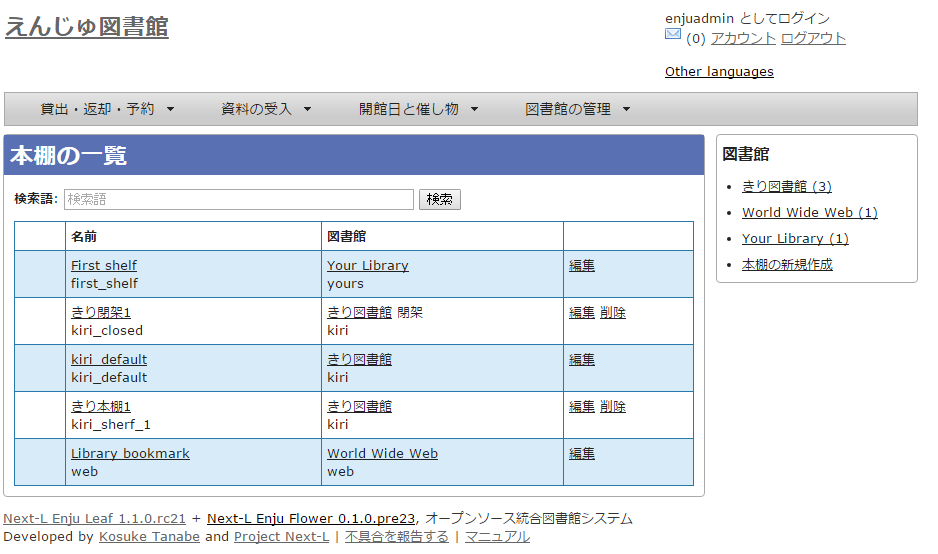 えんじゅ図書館
enjuadmin としてログイン
(0) アカウント ログアウト
Other languages
貸出・返却・予約 資料の受入 開館日と催し物 図書館の管理
本棚の一覧
検索語: 検索語 検索
名前 図書館
First shelf Your Library 編集
first_shelf yours
きり閉架1 きり図書館 閉架 編集 削除
kiri_closed kiri
kiri_default きり図書館 編集
kiri_default kiri
きり本棚1 きり図書館 編集 削除
kiri_sherf_1 kiri
Library bookmark World Wide Web 編集
web web
図書館
きり図書館 (3)
World Wide Web (1)
Your Library (1)
本棚の新規作成
Next-L Enju Leaf 1.1.0.rc21 + Next-L Enju Flower 0.1.0.pre23, オープンソース統合図書館システム
Developed by Kosuke Tanabe and Project Next-L | 不具合を報告する | マニュアル